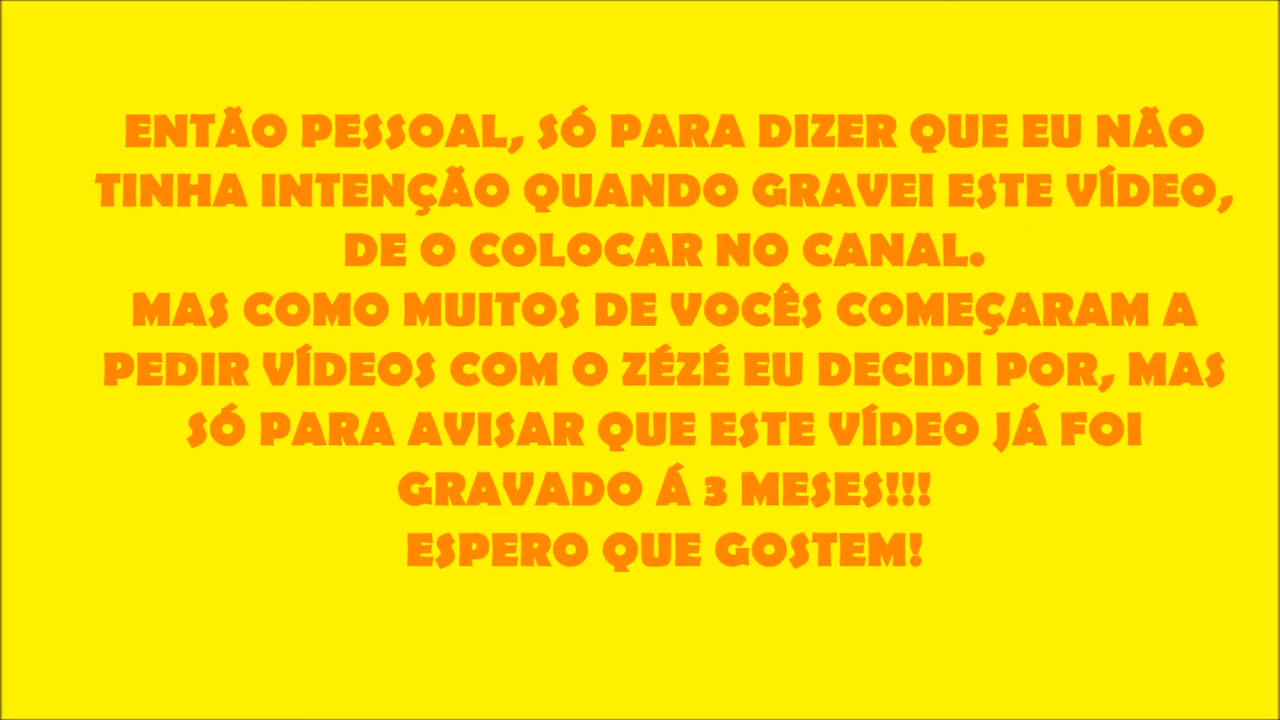 ENTÃO PESSOAL, SÓ PARA DIZER QUE EU NÃO
TINHA INTENÇÃO QUANDO GRAVEI ESTE VÍDEO,
DE O COLOCAR NO CANAL.
MAS COMO MUITOS DE VOCÊS COMEÇARAM A
PEDIR VÍDEOS COM O ZÉZÉ EU DECIDI POR, MAS
SÓ PARA AVISAR QUE ESTE VÍDEO JÁ FOI
GRAVADO Á 3 MESES!!!
ESPERO QUE GOSTEM!